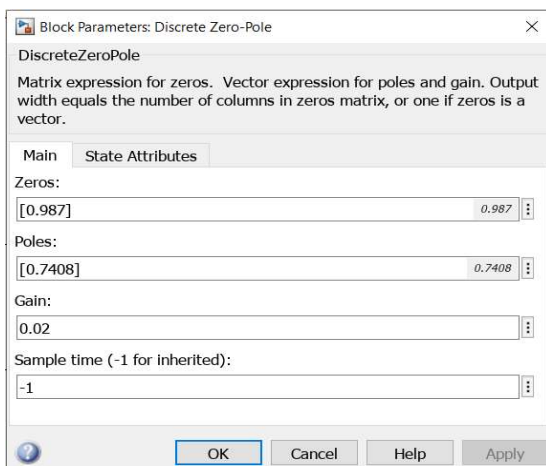 Block Parameters: Discrete Zero-Pole
DiscreteZeroPole
Matrix expression for zeros.  Vector expression for poles and gain. Output
width equals the number of columns in zeros matrix, or one if zeros is a
vector.
Main State Attributes
Zeros:
[0.987] 0.987
Poles:
[0.7408] 0.7408
Gain:
0.02
Sample time (-1 for inherited):
-1
OK Cancel Help Apply